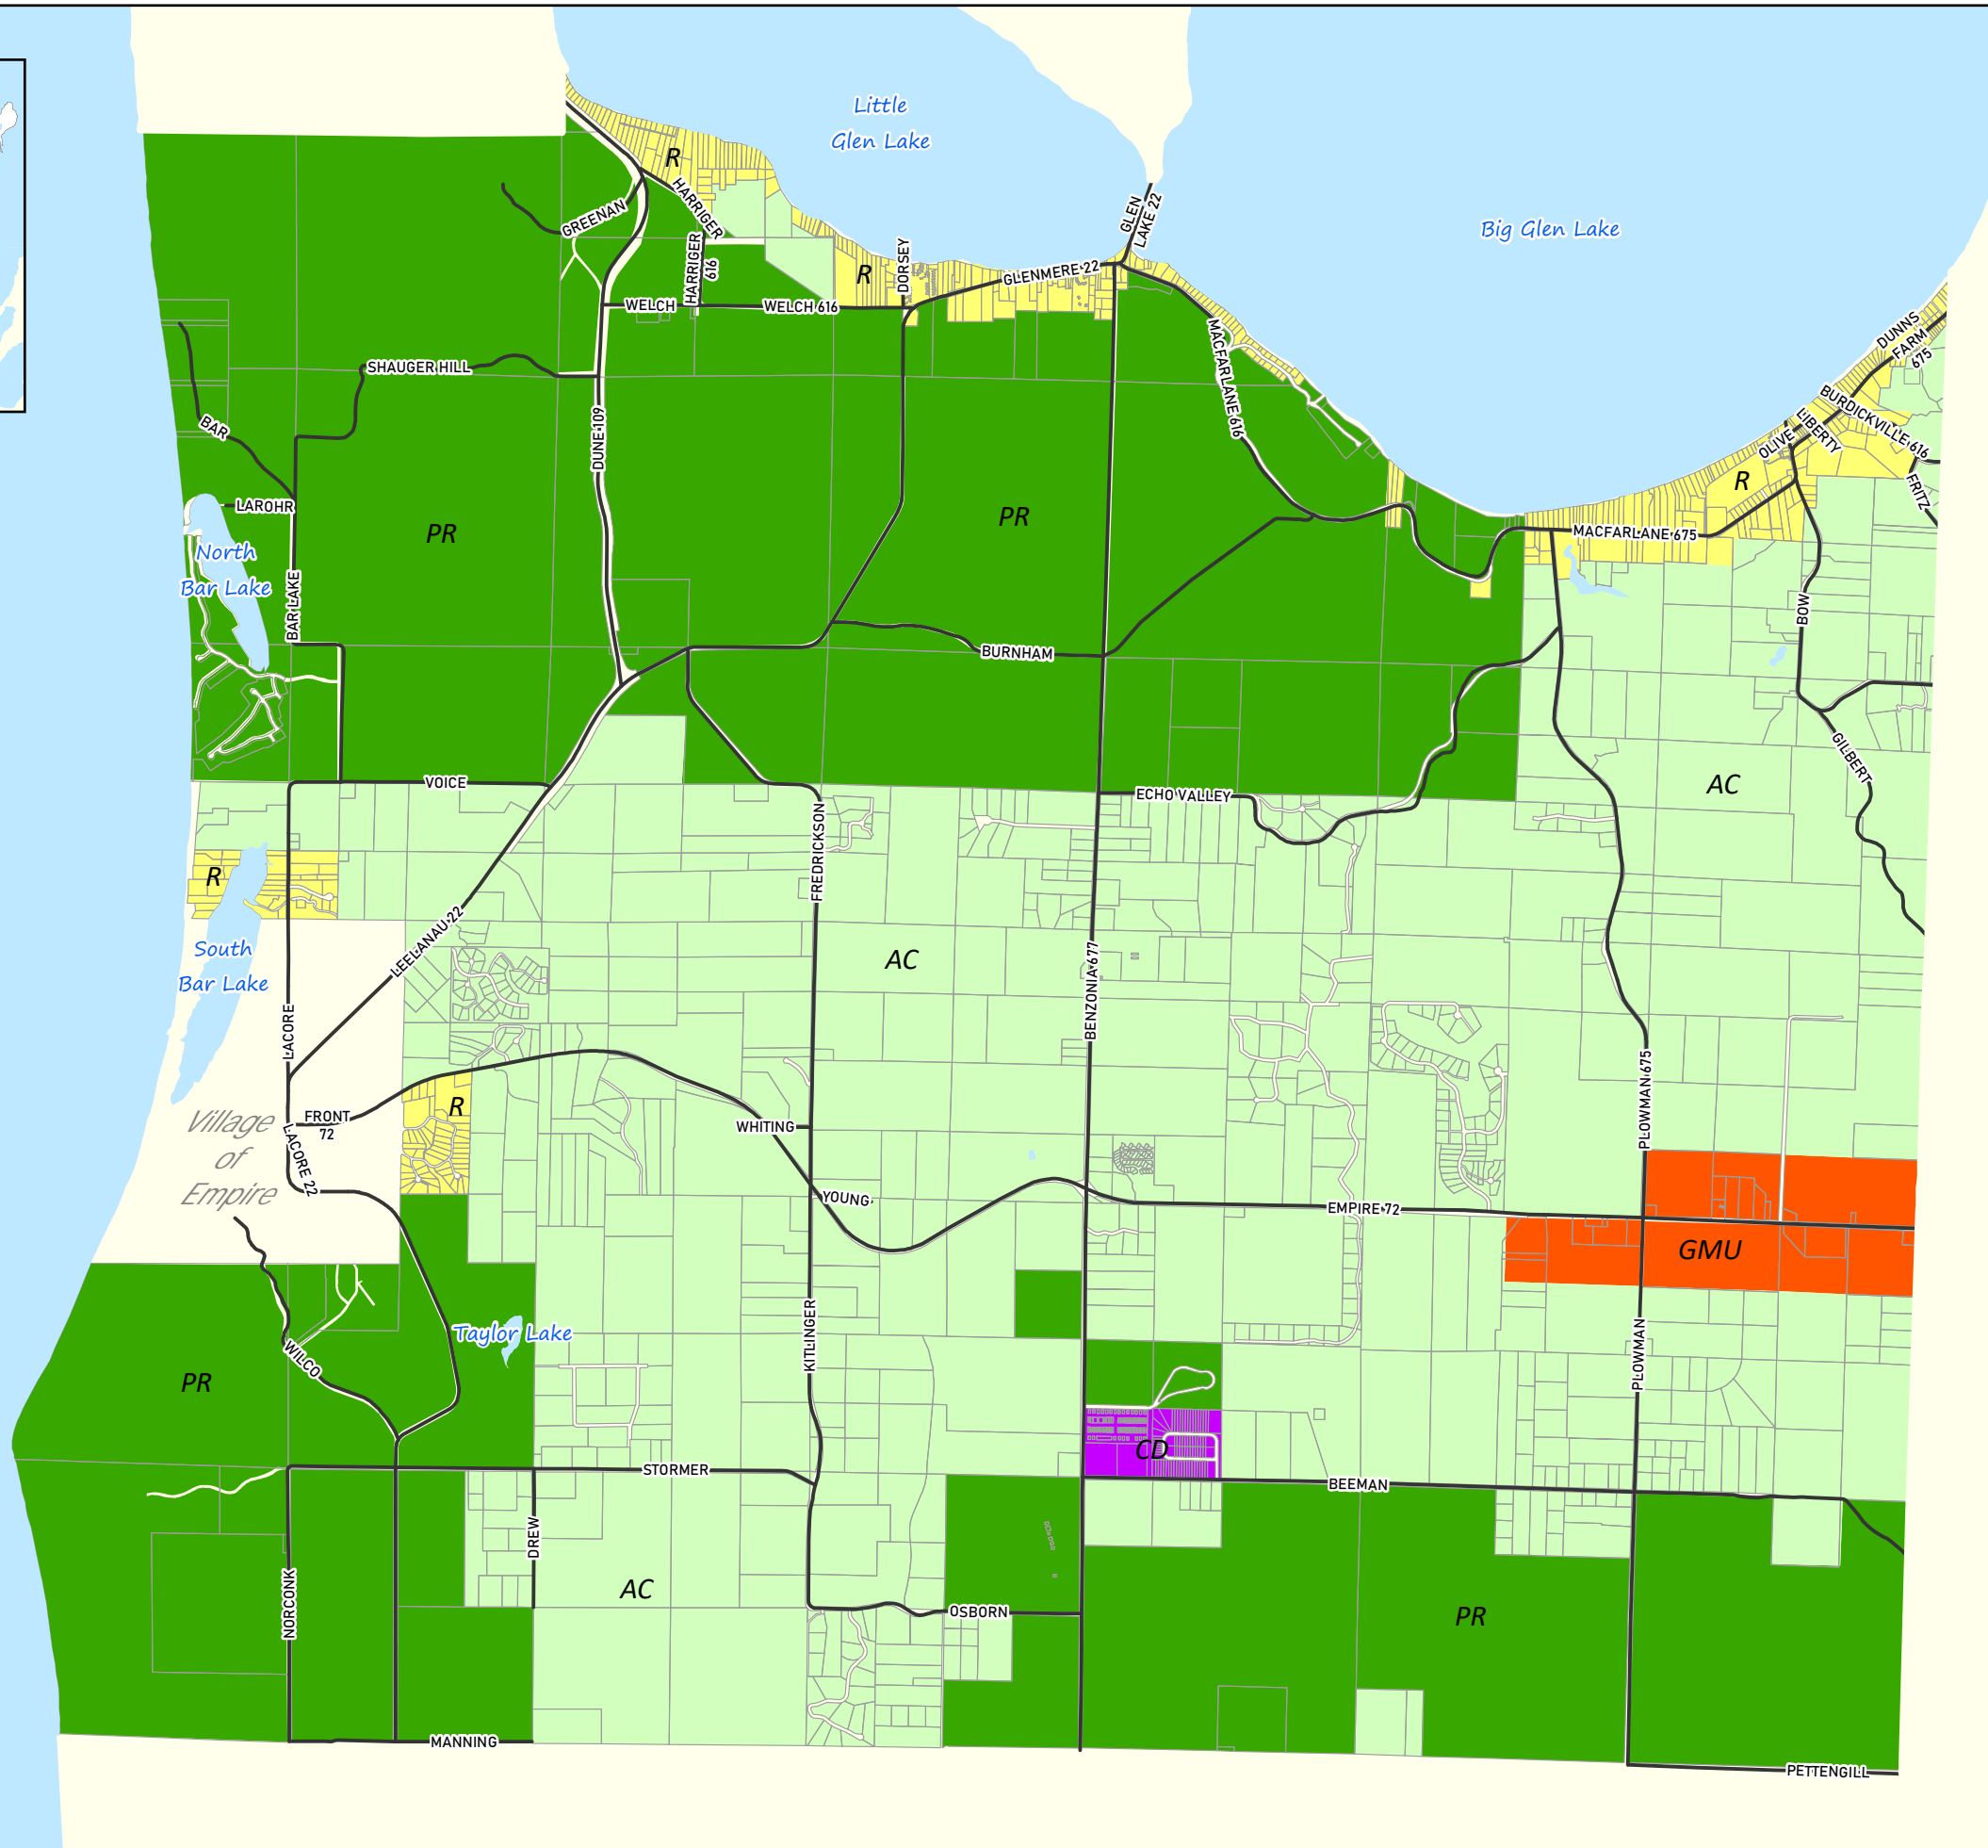 Little
Glen Lake
Big Glen Lake
R
HARRIGER
GREENAN
HARRIGER
616
GLEN
LAKE 22
DORSEY
R
GLENMERE 22
WELCH
WELCH 616
MACFARLANE 616
DUNNS
FARM
675
SHAUGER HILL
BURDICKVILLE 616
LIBERTY
OLIVE
BAR
DUNE 109
R
FRITZ
LAROHR
PR
PR
MACFARLANE 675
North
Bar Lake
BAR LAKE
BOW
BURNHAM
GILBERT
VOICE
ECHO VALLEY
AC
FREDRICKSON
R
LEELANAU 22
South
Bar Lake
AC
BENZONIA 677
LACORE
PLOWMAN 675
Village
of
Empire
FRONT
72
R
WHITING
LACORE 22
YOUNG
EMPIRE 72
GMU
Taylor Lake
KITLINGER
PLOWMAN
WILCO
PR
CD
STORMER
BEEMAN
DREW
AC
NORCONK
OSBORN
PR
MANNING
PETTENGILL